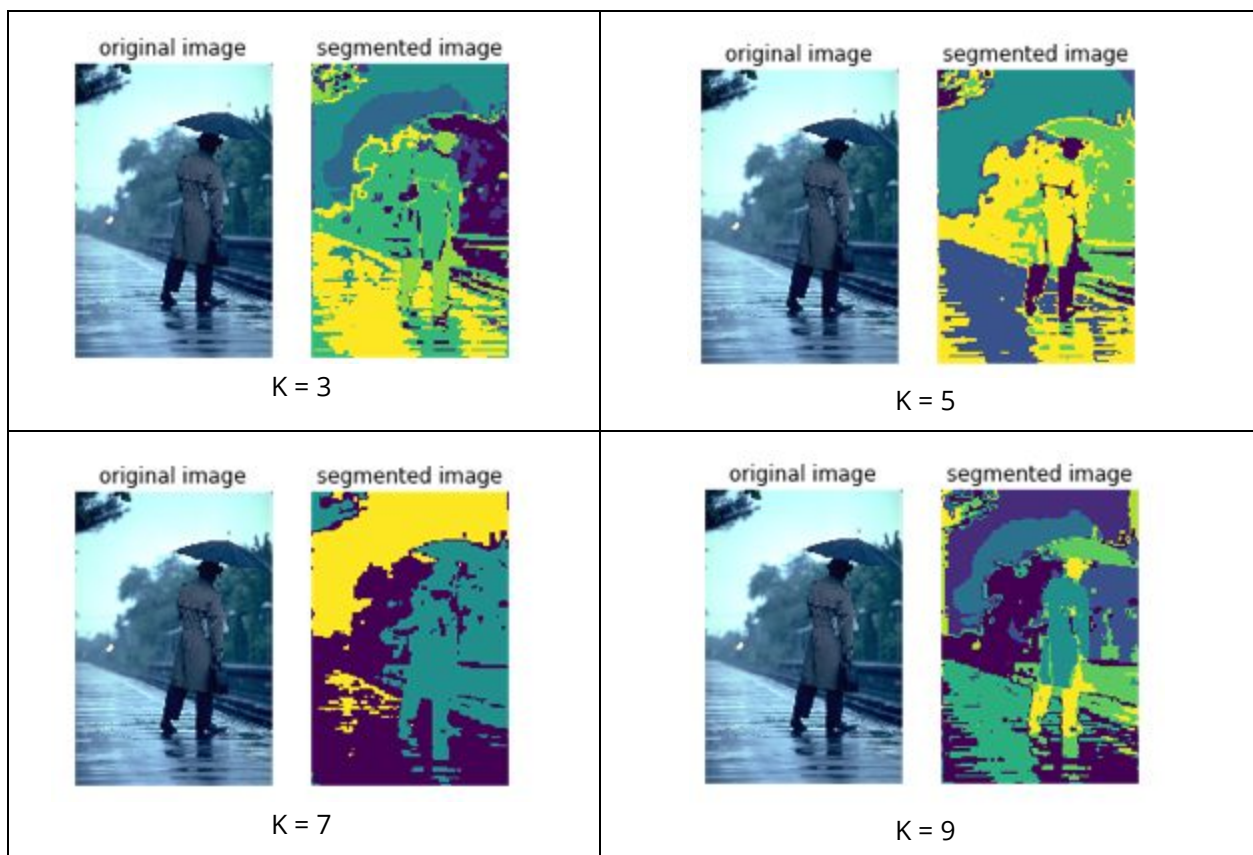 original image segmented image
K = 3
original image segmented image
K = 5
original image segmented image
K = 7
original image segmented image
K = 9